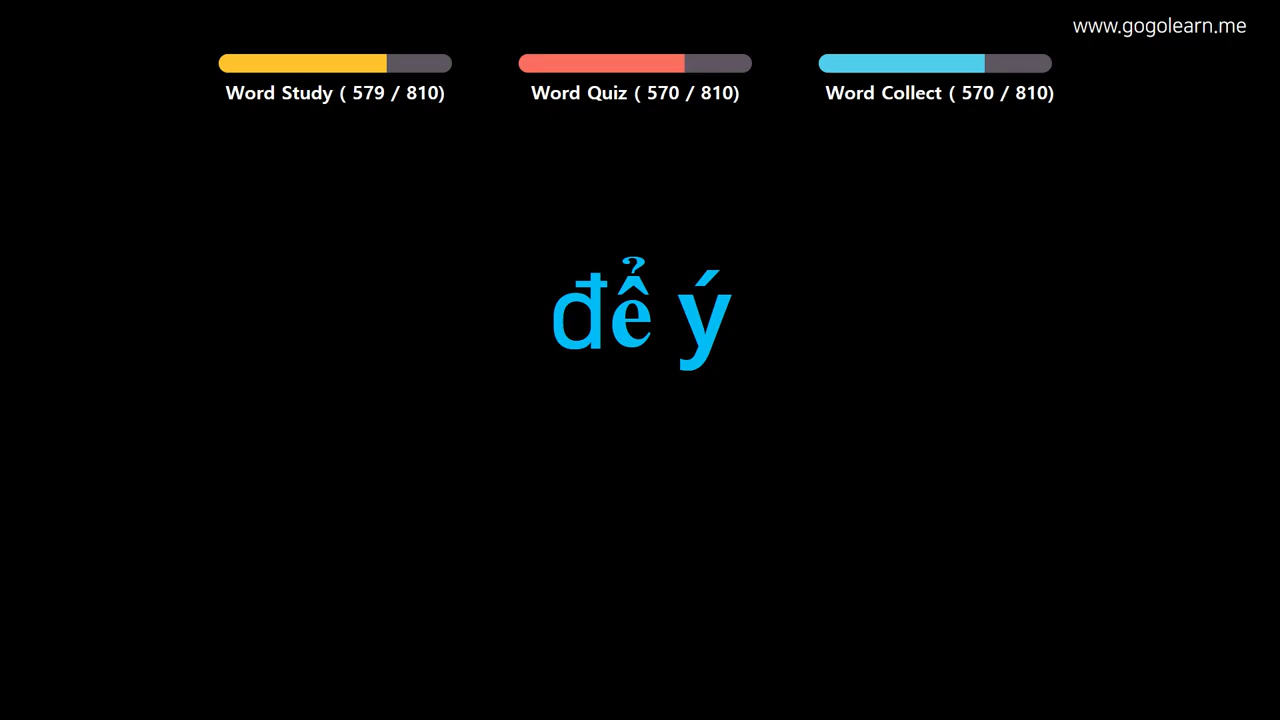 www.gogolearn.me
Word Study ( 579 / 810)
Word Quiz ( 570 / 810)
Word Collect ( 570 / 810)
để ý